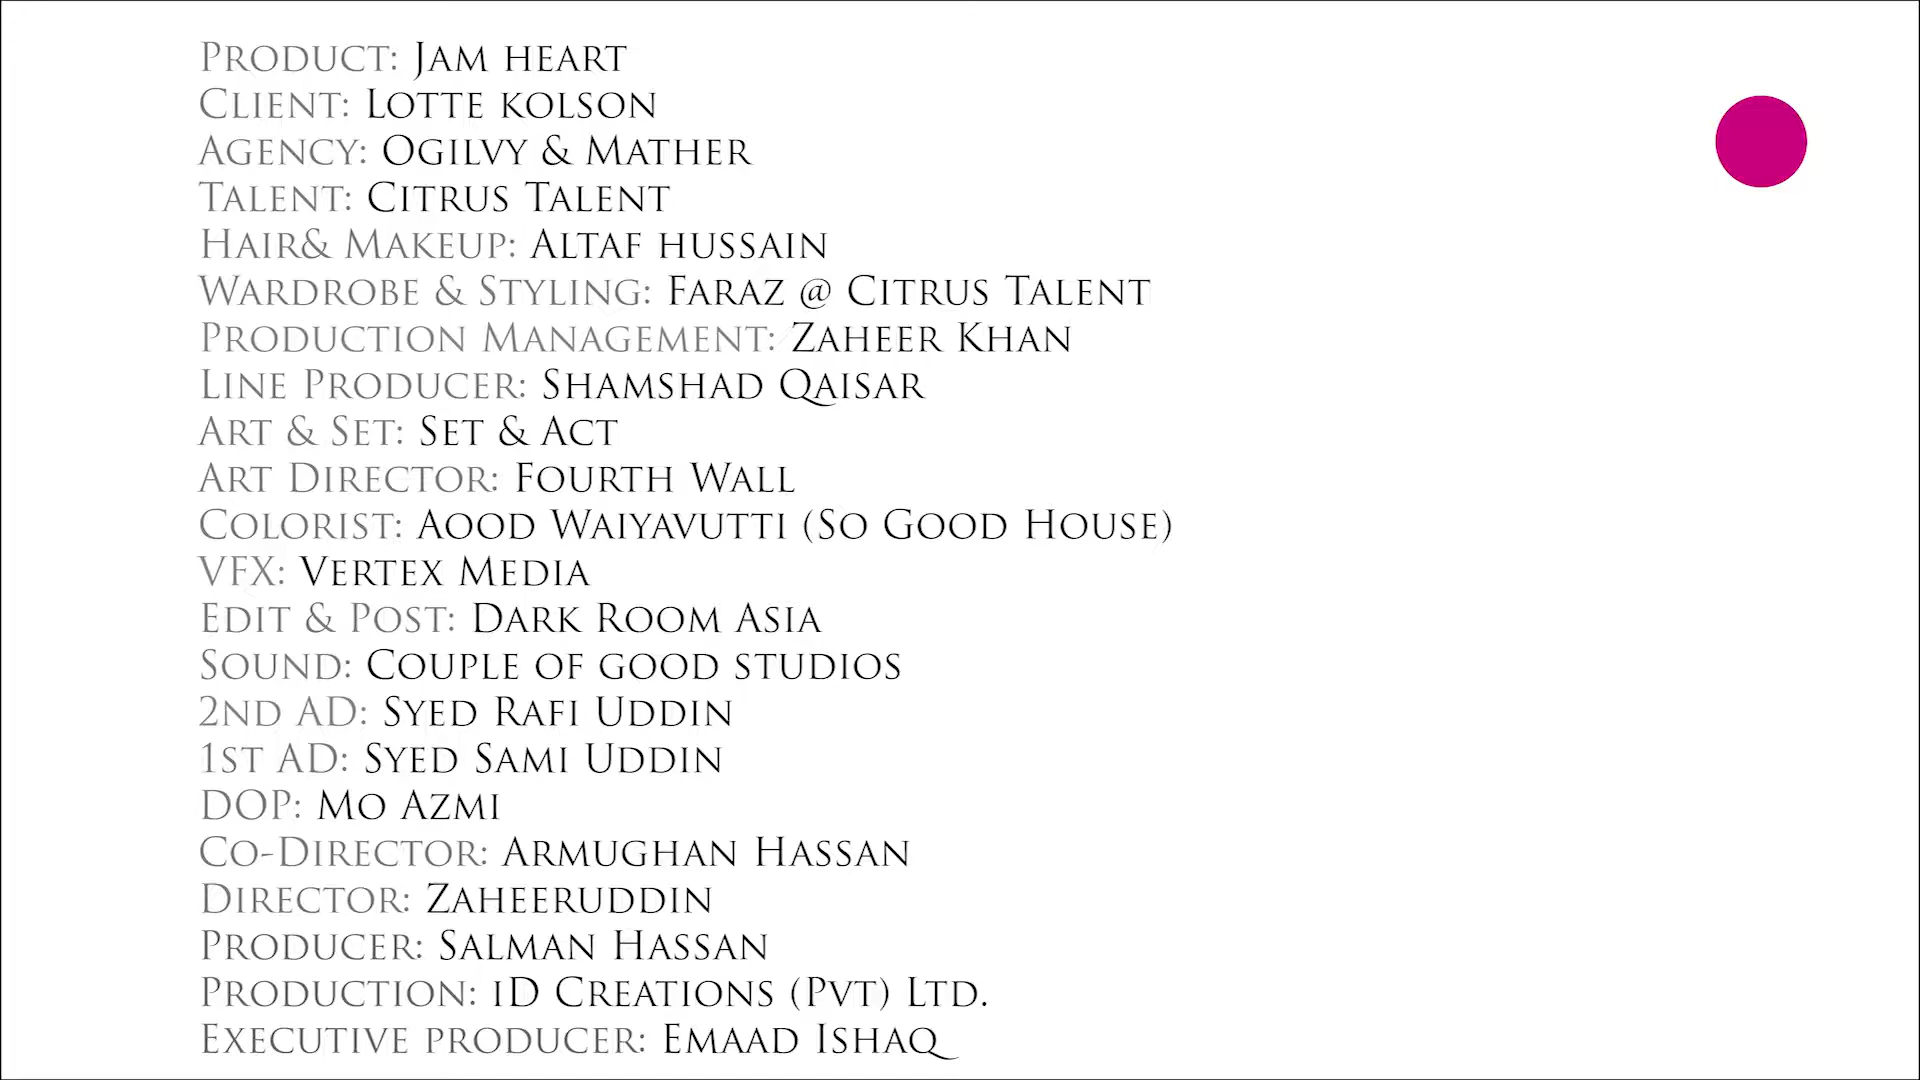 Product: Jam heart
Client: Lotte kolson
Agency: Ogilvy & Mather
Talent: Citrus Talent
Hair& Makeup: Altaf hussain
Wardrobe & Styling: Faraz @ Citrus Talent
Production Management: Zaheer Khan
Line Producer: Shamshad Qaisar
Art & Set: Set & Act
Art Director: Fourth Wall
Colorist: Aood Waiyavutti (So Good House)
VFX: Vertex Media
Edit & Post: Dark Room Asia
Sound: Couple of good studios
2nd AD: Syed Rafi Uddin
1st AD: Syed Sami Uddin
DOP: Mo Azmi
Co-Director: Armughan Hassan
Director: Zaheeruddin
Producer: Salman Hassan
Production: iD Creations (Pvt) Ltd.
Executive producer: Emaad Ishaq